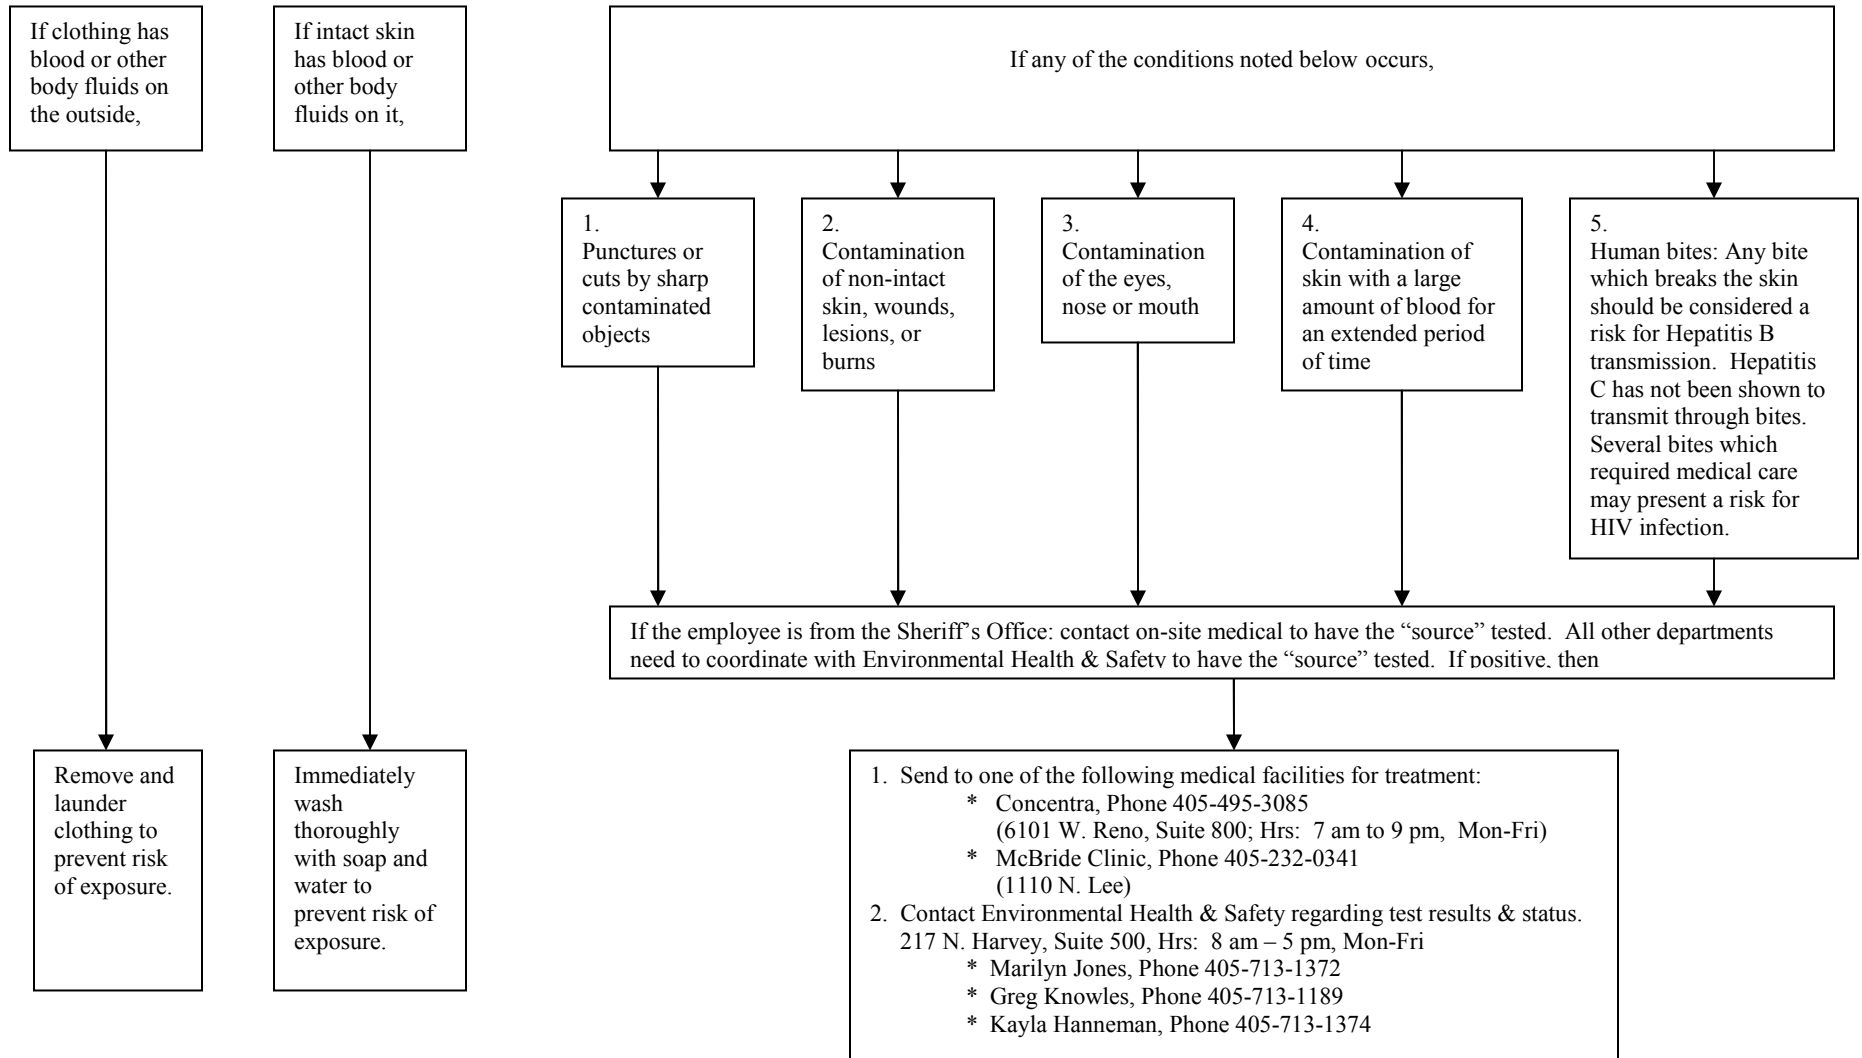 If clothing has
blood or other
body fluids on
the outside,
If intact skin
has blood or
other body
fluids on it,
If any of the conditions noted below occurs,
1.
Punctures or
cuts by sharp
contaminated
objects
2.
Contamination
of non-intact
skin, wounds,
lesions, or
burns
3.
Contamination
of the eyes,
nose or mouth
4.
Contamination of
skin with a large
amount of blood for
an extended period
of time
5.
Human bites: Any bite
which breaks the skin
should be considered a
risk for Hepatitis B
transmission.  Hepatitis
C has not been shown to
transmit through bites.
Several bites which
required medical care
may present a risk for
HIV infection.
If the employee is from the Sheriff’s Office: contact on-site medical to have the “source” tested.  All other departments
need to coordinate with Environmental Health & Safety to have the “source” tested.  If positive, then
Remove and
launder
clothing to
prevent risk
of exposure.
Immediately
wash
thoroughly
with soap and
water to
prevent risk of
exposure.
1.  Send to one of the following medical facilities for treatment:
*   Concentra, Phone 405-495-3085
(6101 W. Reno, Suite 800; Hrs:  7 am to 9 pm,  Mon-Fri)
*   McBride Clinic, Phone 405-232-0341
(1110 N. Lee)
2.  Contact Environmental Health & Safety regarding test results & status.
217 N. Harvey, Suite 500, Hrs:  8 am – 5 pm, Mon-Fri
*  Marilyn Jones, Phone 405-713-1372
*  Greg Knowles, Phone 405-713-1189
*  Kayla Hanneman, Phone 405-713-1374